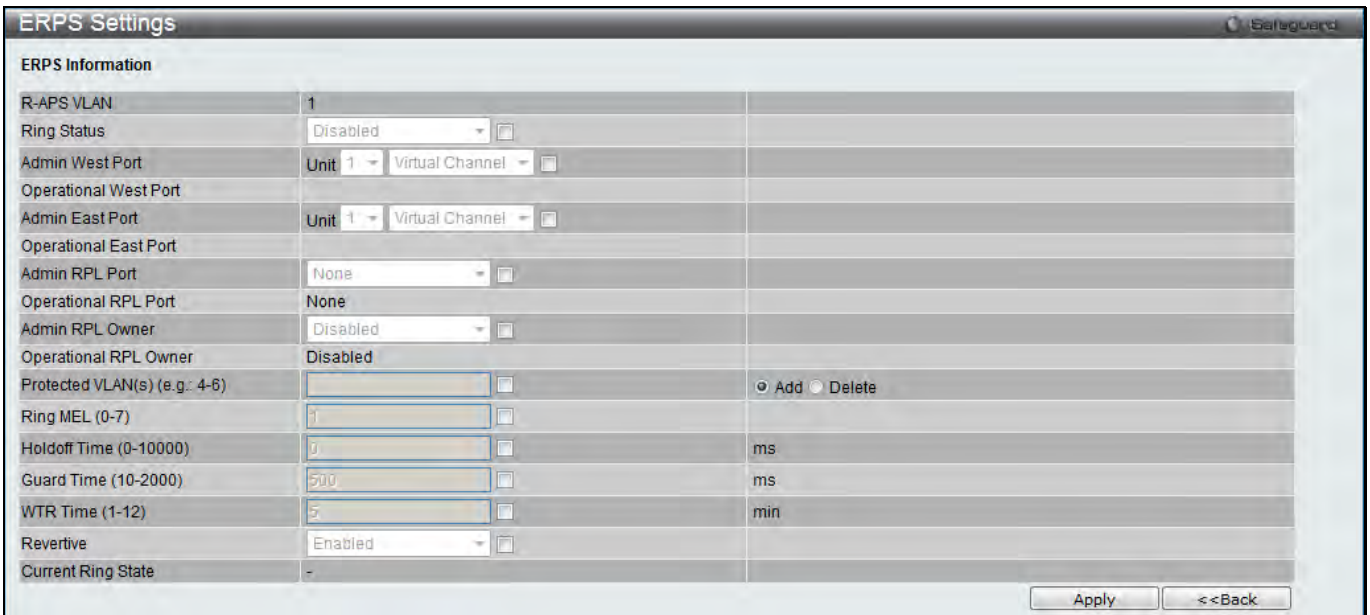 ERPS Settings
Safeguard
ERPS Information
R-APS VLAN 1
Ring Status Disabled
Admin West Port Unit 1 Virtual Channel
Operational West Port
Admin East Port Unit 1 Virtual Channel
Operational East Port
Admin RPL Port None
Operational RPL Port None
Admin RPL Owner Disabled
Operational RPL Owner Disabled
Protected VLAN(s) (e.g.: 4-6) Add Delete
Ring MEL (0-7) 1
Holdoff Time (0-10000) 0 ms
Guard Time (10-2000) 500 ms
WTR Time (1-12) 5 min
Revertive Enabled
Current Ring State -
Apply <<Back